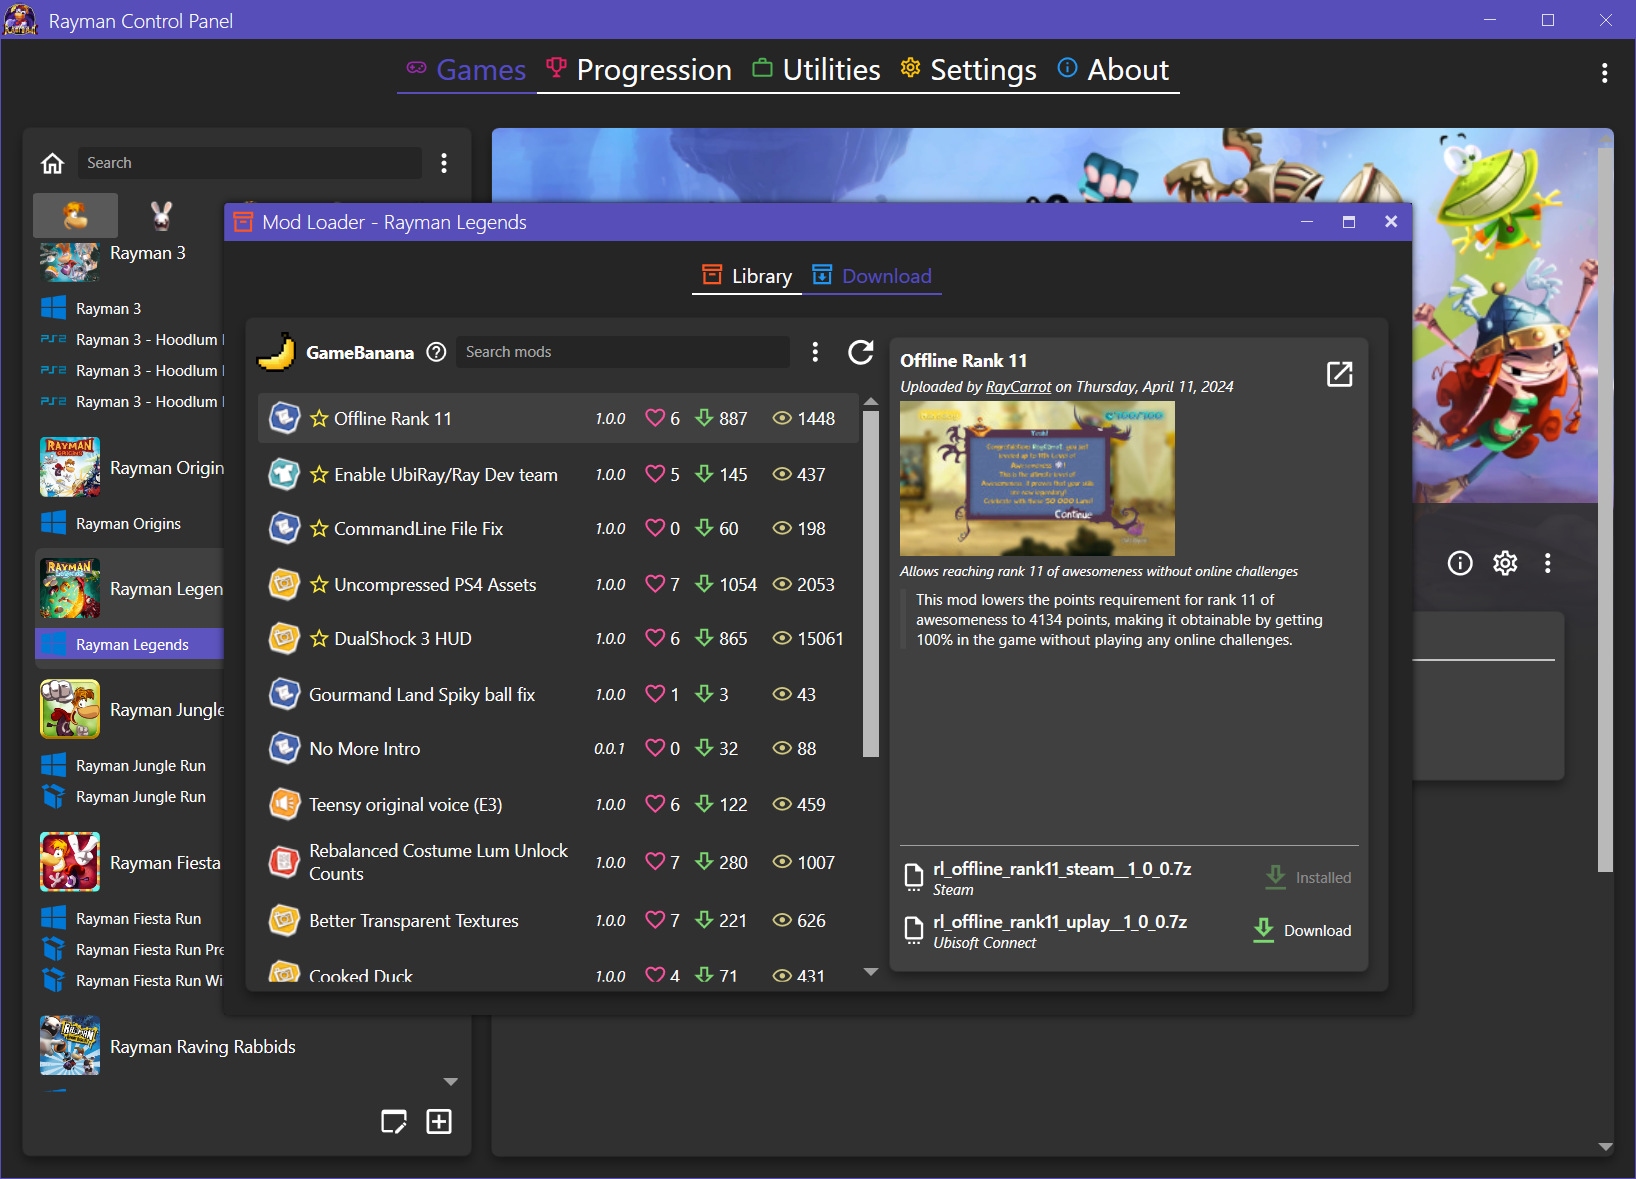 Rayman Control Panel
Games
Progression
Utilities
Settings
About
Search
Rayman 3
Rayman 3
PS2 Rayman 3 - Hoodlum
PS2 Rayman 3 - Hoodlum
PS2 Rayman 3 - Hoodlum
RAYMAN ORIGINS
Rayman Origin
Rayman Origins
RAYMAN LEGENDS
Rayman Legen
Rayman Legends
Rayman Jungle
Rayman Jungle Run
Rayman Jungle Run
Rayman Fiesta
Rayman Fiesta Run
Rayman Fiesta Run Pre
Rayman Fiesta Run Wi
RAYMAN
Rayman Raving Rabbids
Mod Loader - Rayman Legends
Library
Download
GameBanana
Search mods
Offline Rank 11 1.0.0 6 887 1448
Enable UbiRay/Ray Dev team 1.0.0 5 145 437
CommandLine File Fix 1.0.0 0 60 198
Uncompressed PS4 Assets 1.0.0 7 1054 2053
DualShock 3 HUD 1.0.0 6 865 15061
Gourmand Land Spiky ball fix 1.0.0 1 3 43
No More Intro 0.0.1 0 32 88
Teensy original voice (E3) 1.0.0 6 122 459
Rebalanced Costume Lum Unlock
Counts 1.0.0 7 280 1007
Better Transparent Textures 1.0.0 7 221 626
Cooked Duck 1.0.0 4 71 431
Offline Rank 11
Uploaded by RayCarrot on Thursday, April 11, 2024
Continue
Allows reaching rank 11 of awesomeness without online challenges
This mod lowers the points requirement for rank 11 of
awesomeness to 4134 points, making it obtainable by getting
100% in the game without playing any online challenges.
rl_offline_rank11_steam__1_0_0.7z
Steam
Installed
rl_offline_rank11_uplay__1_0_0.7z
Ubisoft Connect
Download